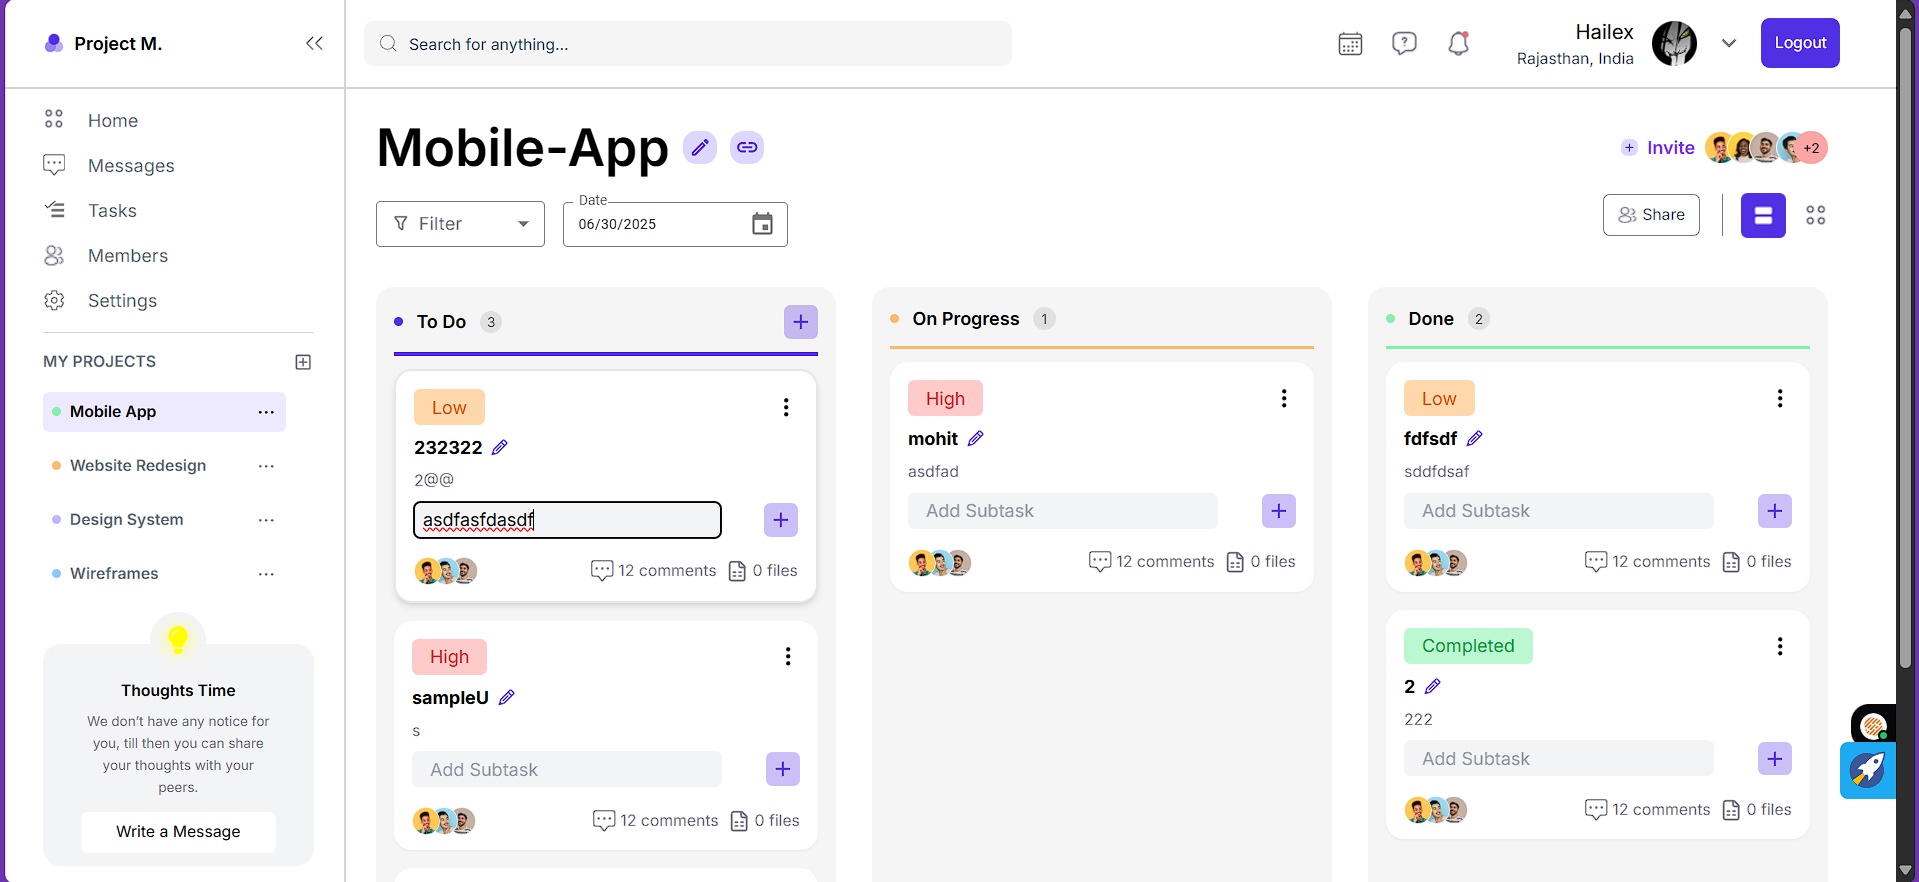 Project M.
Search for anything...
Hailex
Rajasthan, India
Logout
Home
Messages
Tasks
Members
Settings
MY PROJECTS
Mobile App
Website Redesign
Design System
Wireframes
Thoughts Time
We don't have any notice for
you, till then you can share
your thoughts with your
peers.
Write a Message
Mobile-App
Invite
+2
Filter
Date
06/30/2025
Share
To Do 3
Low
232322
2@@
asdfasfdasdf
12 comments 0 files
High
sampleU
s
Add Subtask
12 comments 0 files
On Progress 1
High
mohit
asdfad
Add Subtask
12 comments 0 files
Done 2
Low
fdfsdf
sddfdsaf
Add Subtask
12 comments 0 files
Completed
2
222
Add Subtask
12 comments 0 files